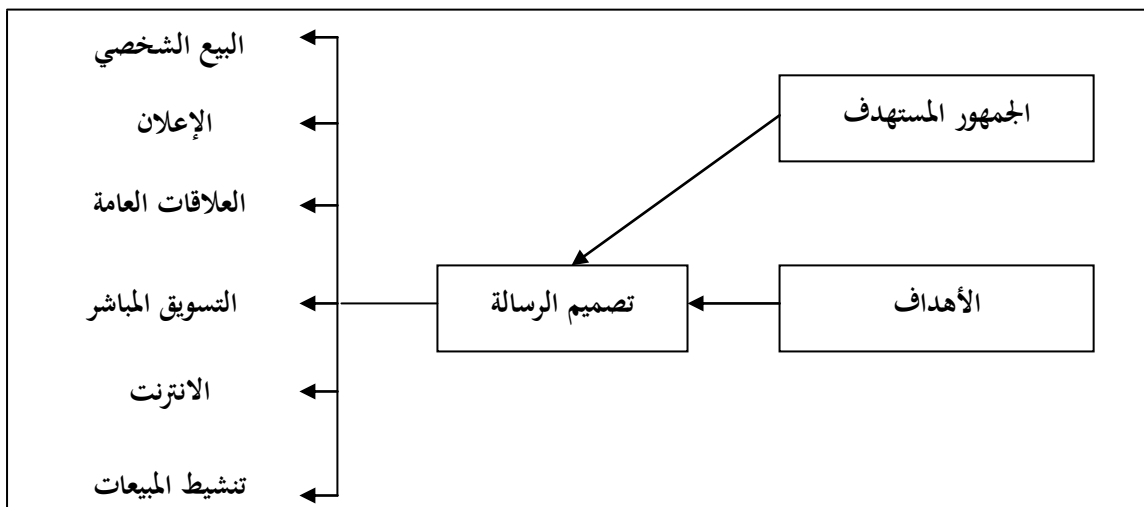 الجمهور المستهدف
الأهداف
تصميم الرسالة
البيع الشخصي
الإعلان
العلاقات العامة
التسويق المباشر
الانترنت
تنشيط المبيعات